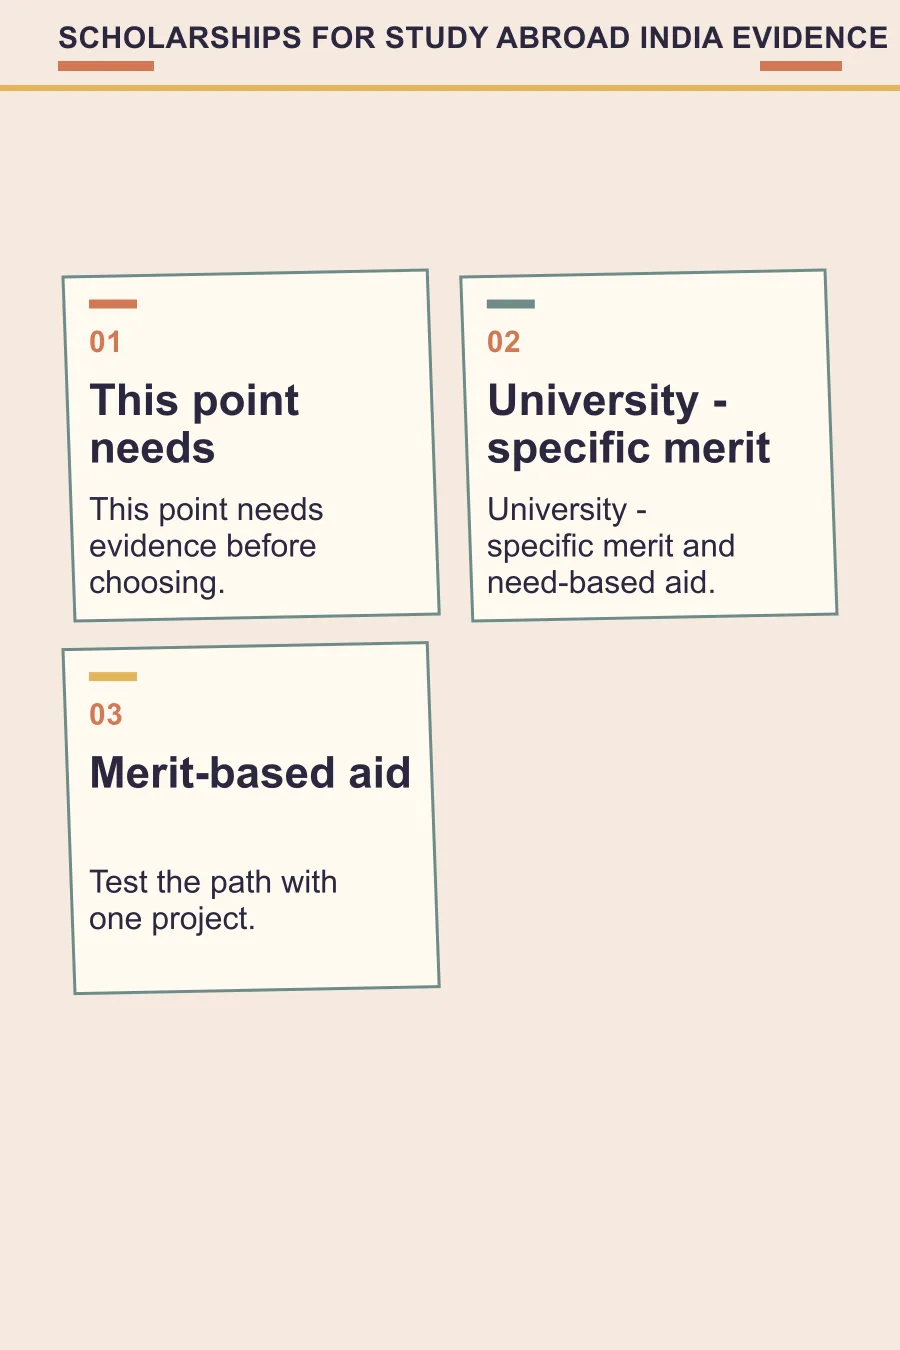 SCHOLARSHIPS FOR STUDY ABROAD INDIA EVIDENCE
01
This point
needs
This point needs
evidence before
choosing.
02
University -
specific merit
University -
specific merit and
need-based aid.
03
Merit-based aid
Test the path with
one project.